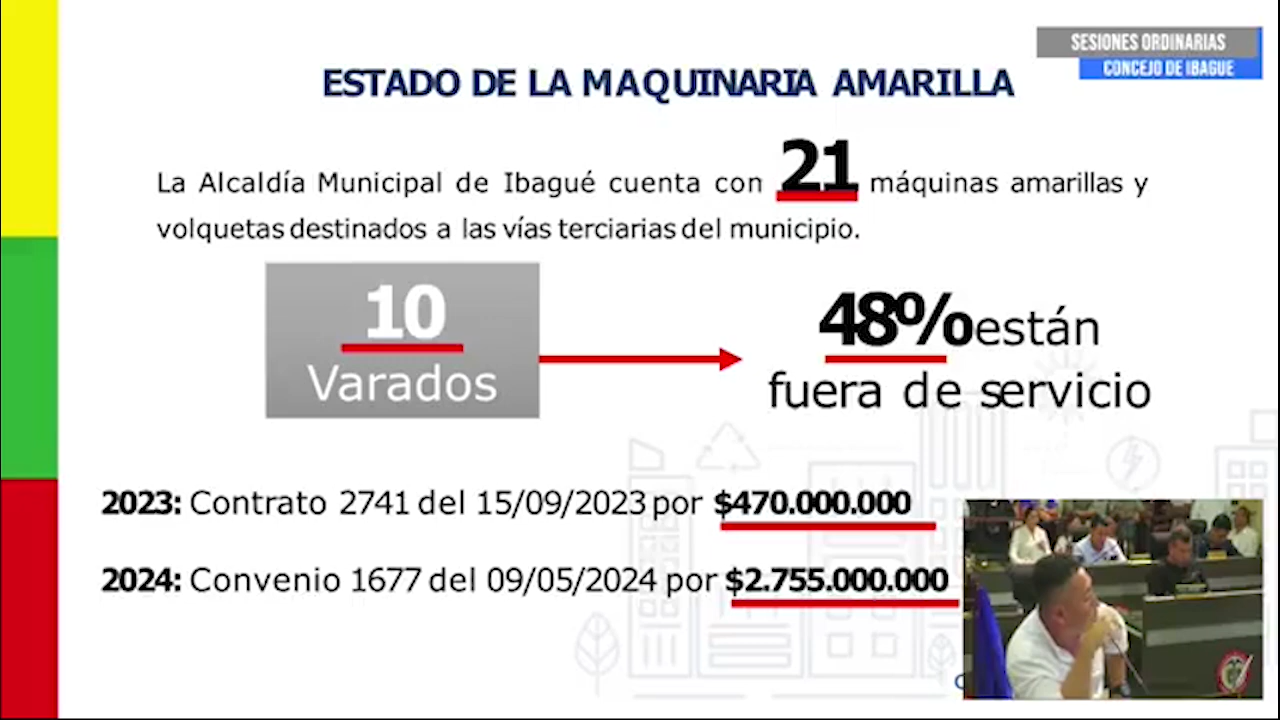 SESIONES ORDINARIAS
CONCEJO DE IBAGUE
ESTADO DE LA MAQUINARIA AMARILLA
La Alcaldía Municipal de Ibagué cuenta con 21 máquinas amarillas y
volquetas destinados a las vías terciarias del municipio.
10
Varados
48% están
fuera de servicio
2023: Contrato 2741 del 15/09/2023 por $470.000.000
2024: Convenio 1677 del 09/05/2024 por $2.755.000.000